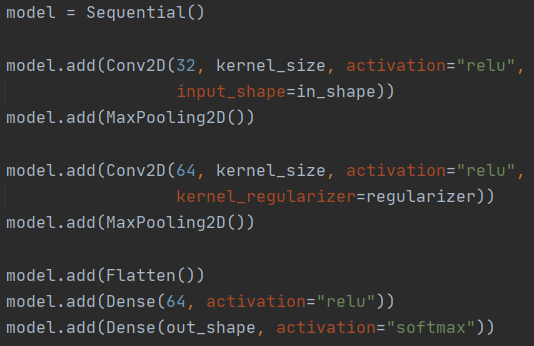 model = Sequential()
model.add(Conv2D(32, kernel_size, activation="relu",
input_shape=in_shape))
model.add(MaxPooling2D())
model.add(Conv2D(64, kernel_size, activation="relu",
kernel_regularizer=regularizer))
model.add(MaxPooling2D())
model.add(Flatten())
model.add(Dense(64, activation="relu"))
model.add(Dense(out_shape, activation="softmax"))